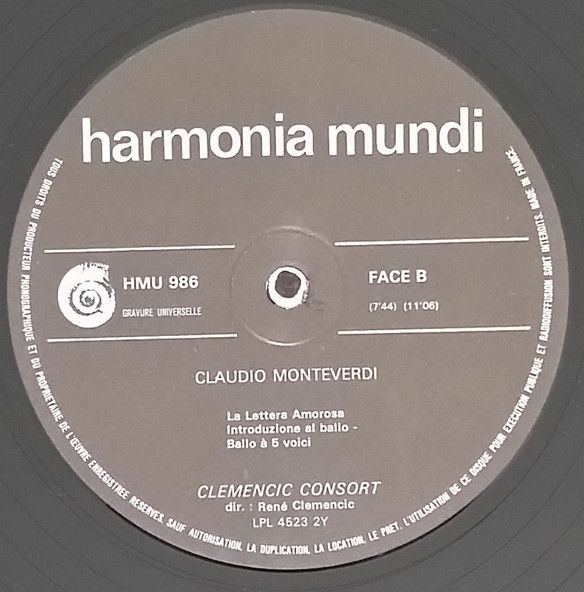 harmonia mundi
HMU 986
GRAVURE UNIVERSELLE
FACE B
(7'44) (11'06)
CLAUDIO MONTEVERDI
La Lettera Amorosa
Introduzione al ballo -
Ballo à 5 voici
CLEMENCIC CONSORT
dir. : René Clemencic
LPL 4523 2Y
TOUS DROITS DU PRODUCTEUR PHONOGRAPHIQUE ET DU PROPRIETAIRE DE L'ŒUVRE ENREGISTREE RESERVES. SAUF AUTORISATION, LA DUPLICATION, LA LOCATION, LE PRET, L'UTILISATION DE CE DISQUE POUR EXECUTION PUBLIQUE ET RADIODIFFUSION SONT INTERDITS. MADE IN FRANCE.